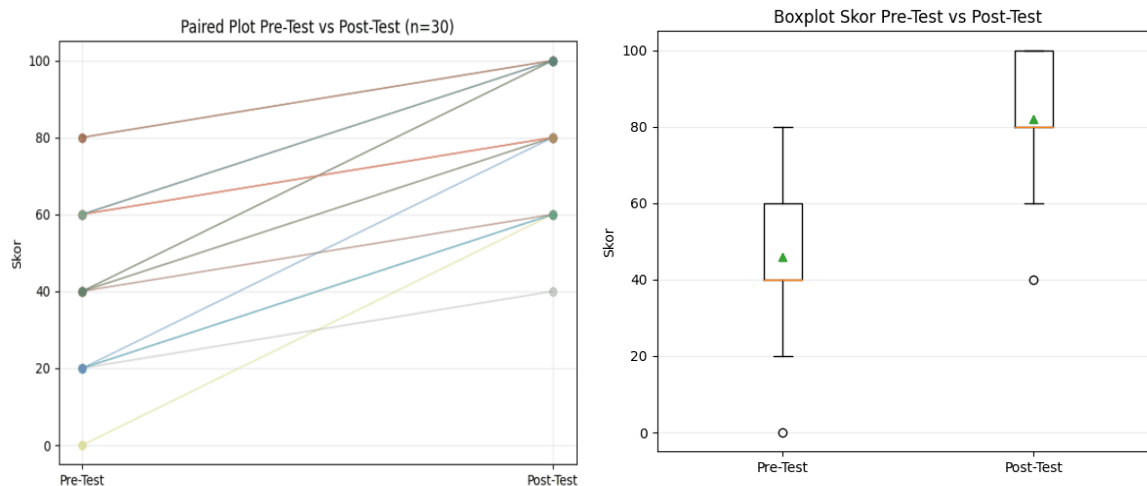 Paired Plot Pre-Test vs Post-Test (n=30)
Skor
100
80
60
40
20
0
Pre-Test
Post-Test
Boxplot Skor Pre-Test vs Post-Test
Skor
100
80
60
40
20
0
Pre-Test
Post-Test